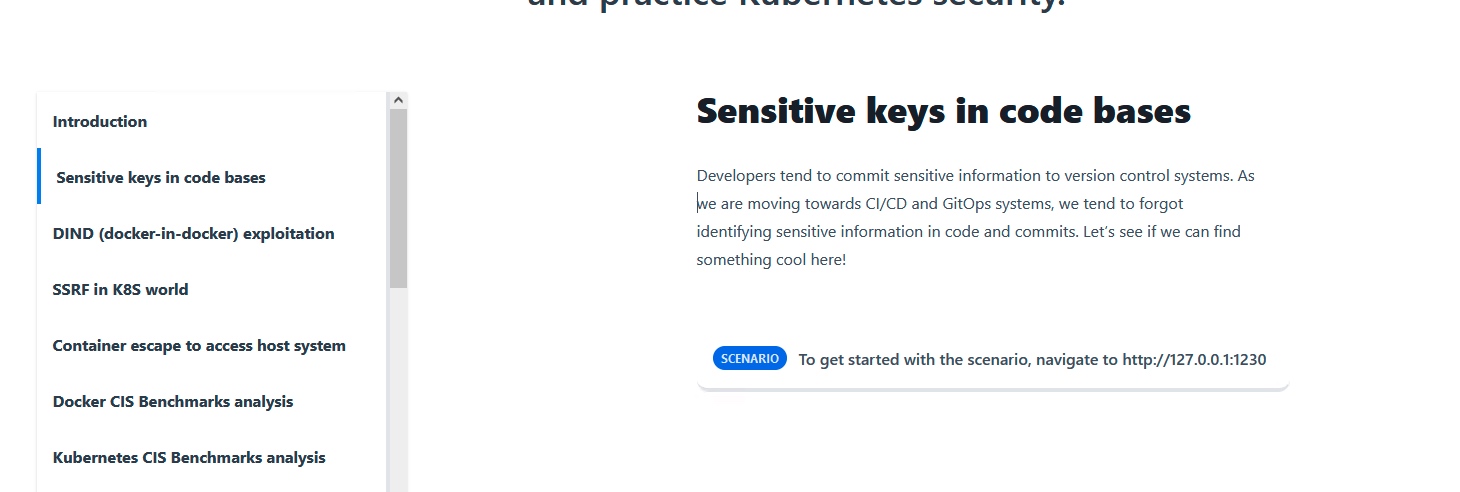 and practice Kubernetes security.
Introduction
Sensitive keys in code bases
DIND (docker-in-docker) exploitation
SSRF in K8S world
Container escape to access host system
Docker CIS Benchmarks analysis
Kubernetes CIS Benchmarks analysis
Sensitive keys in code bases
Developers tend to commit sensitive information to version control systems. As
we are moving towards CI/CD and GitOps systems, we tend to forgot
identifying sensitive information in code and commits. Let's see if we can find
something cool here!
SCENARIO To get started with the scenario, navigate to http://127.0.0.1:1230